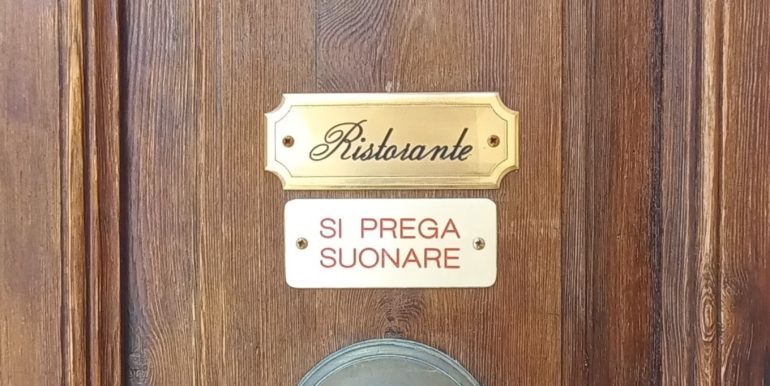 Ristorante
SI PREGA
SUONARE